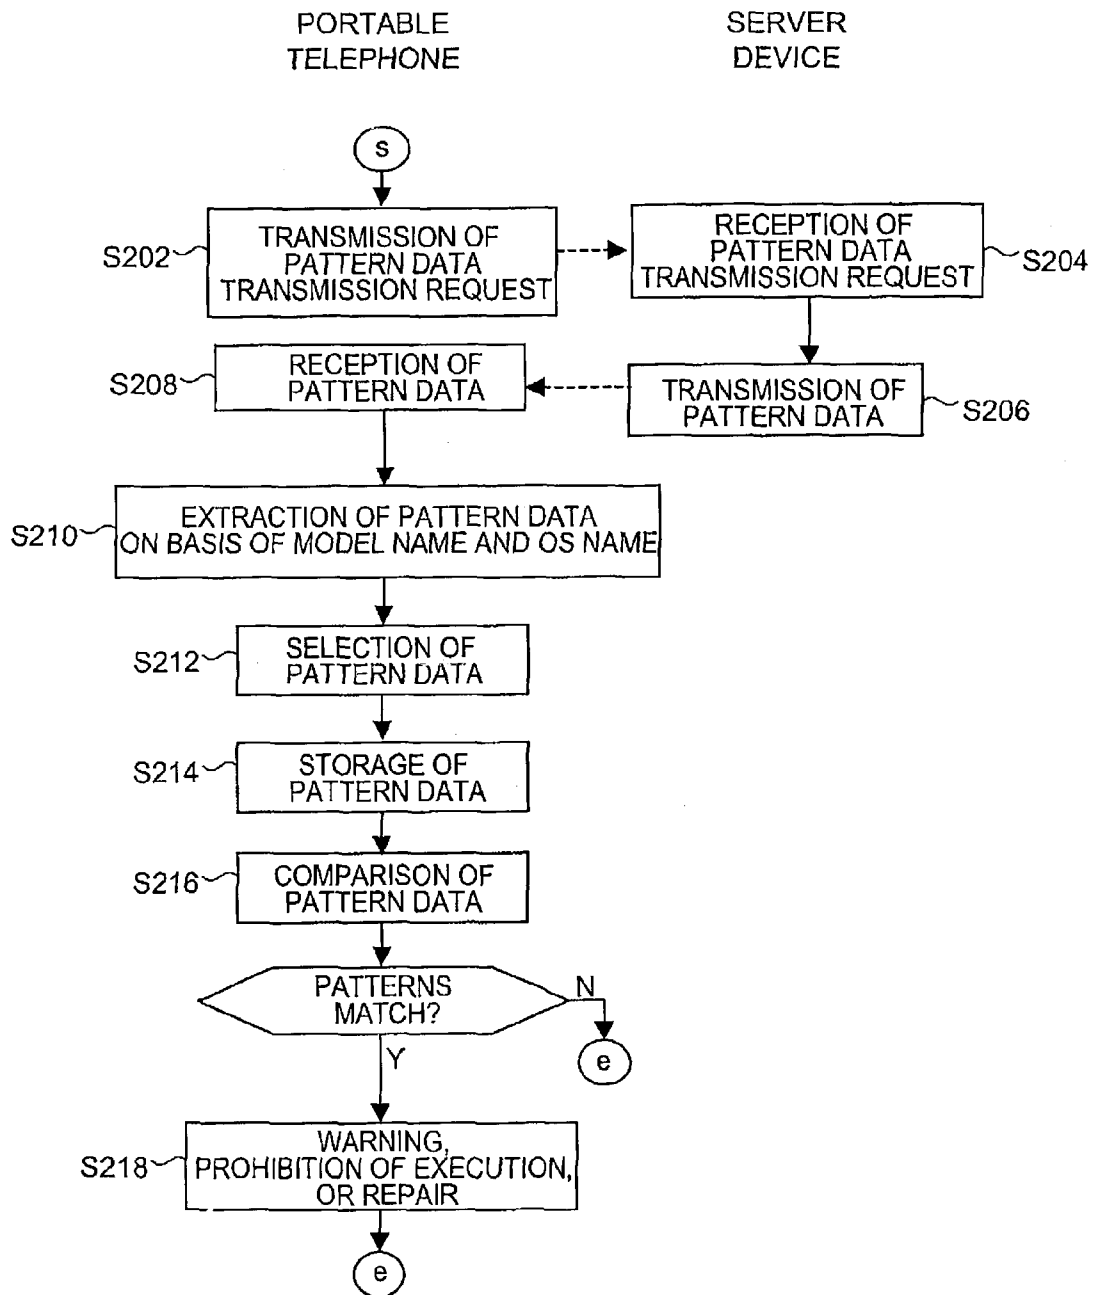 PORTABLE
TELEPHONE
SERVER
DEVICE
s
S202
TRANSMISSION OF
PATTERN DATA
TRANSMISSION REQUEST
RECEPTION OF
PATTERN DATA
TRANSMISSION REQUEST
S204
S208
RECEPTION OF
PATTERN DATA
TRANSMISSION OF
PATTERN DATA
S206
S210
EXTRACTION OF PATTERN DATA
ON BASIS OF MODEL NAME AND OS NAME
S212
SELECTION OF
PATTERN DATA
S214
STORAGE OF
PATTERN DATA
S216
COMPARISON OF
PATTERN DATA
PATTERNS
MATCH?
N
e
Y
S218
WARNING,
PROHIBITION OF EXECUTION,
OR REPAIR
e